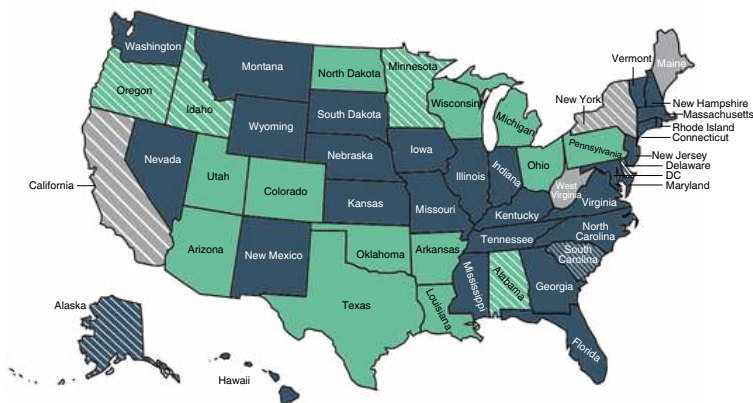 Washington
Montana
North Dakota
Minnesota
Vermont
Maine
Oregon
Idaho
South Dakota
Wisconsin
Michigan
New York
New Hampshire
Massachusetts
Rhode Island
Connecticut
Wyoming
Nebraska
Iowa
Pennsylvania
New Jersey
Delaware
DC
Maryland
Nevada
Utah
Colorado
Illinois
Indiana
Ohio
West
Virginia
Virginia
California
Kansas
Missouri
Kentucky
North
Carolina
Tennessee
Arizona
New Mexico
Oklahoma
Arkansas
South
Carolina
Mississippi
Alabama
Georgia
Texas
Louisiana
Florida
Alaska
Hawaii